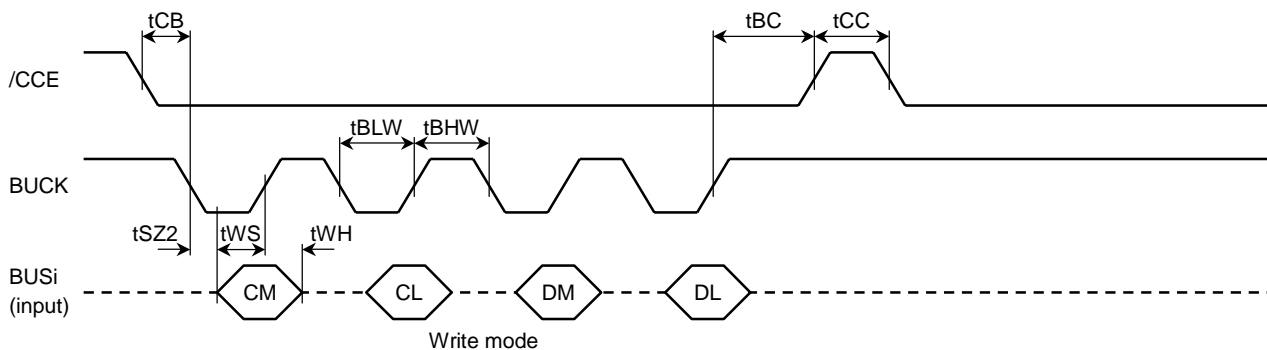 tCB tBC tCC
/CCE
tBLW tBHW
BUCK
tSZ2 tWS tWH
BUSi
(input)
CM CL DM DL
Write mode